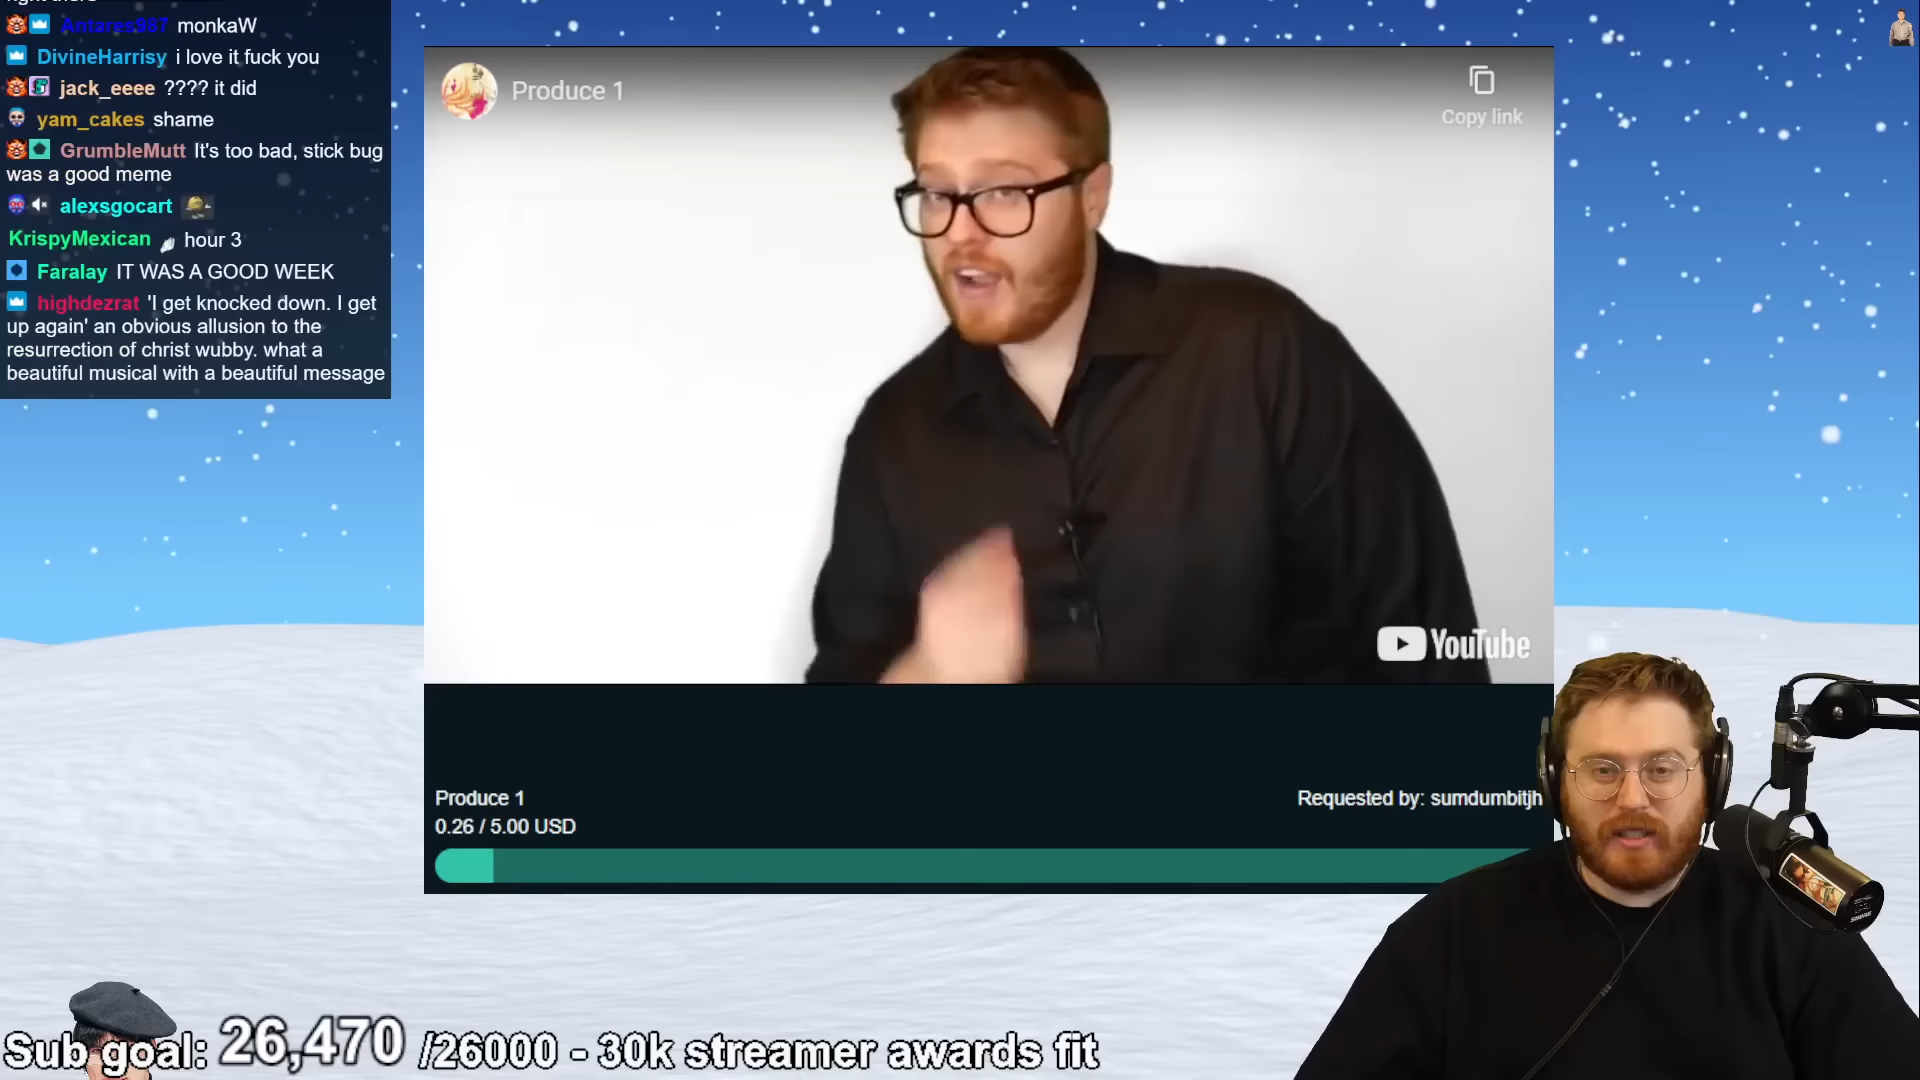 Antares987 monkaW
DivineHarrisy i love it fuck you
jack_eeee ???? it did
yam_cakes shame
GrumbleMutt It's too bad, stick bug
was a good meme
alexsgocart
KrispyMexican hour 3
Faralay IT WAS A GOOD WEEK
highdezrat 'I get knocked down. I get
up again' an obvious allusion to the
resurrection of christ wubby. what a
beautiful musical with a beautiful message
Produce 1
Copy link
YouTube
Produce 1
Requested by: sumdumbitjh
0.26 / 5.00 USD
SHURE
Sub goal: 26,470 /26000 - 30k streamer awards fit